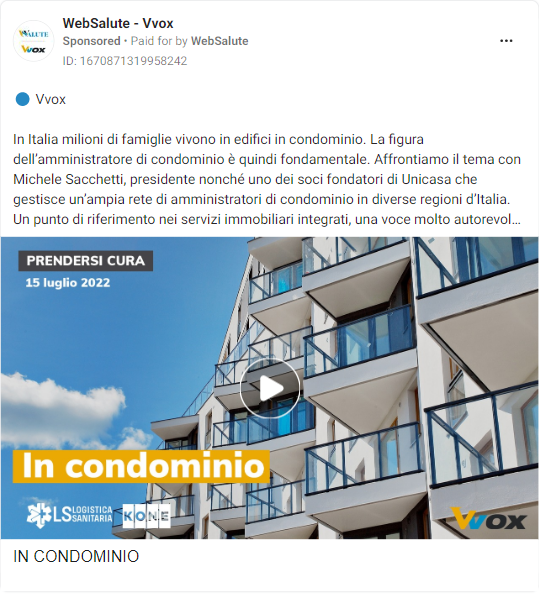 WebSalute - Vvox
Sponsored • Paid for by WebSalute
ID: 1670871319958242
SALUTE
VVOX
Vvox
In Italia milioni di famiglie vivono in edifici in condominio. La figura
dell’amministratore di condominio è quindi fondamentale. Affrontiamo il tema con
Michele Sacchetti, presidente nonché uno dei soci fondatori di Unicasa che
gestisce un’ampia rete di amministratori di condominio in diverse regioni d’Italia.
Un punto di riferimento nei servizi immobiliari integrati, una voce molto autorevol...
PRENDERSI CURA
15 luglio 2022
In condominio
LS LOGISTICA
SANITARIA
KONE
VVOX
IN CONDOMINIO